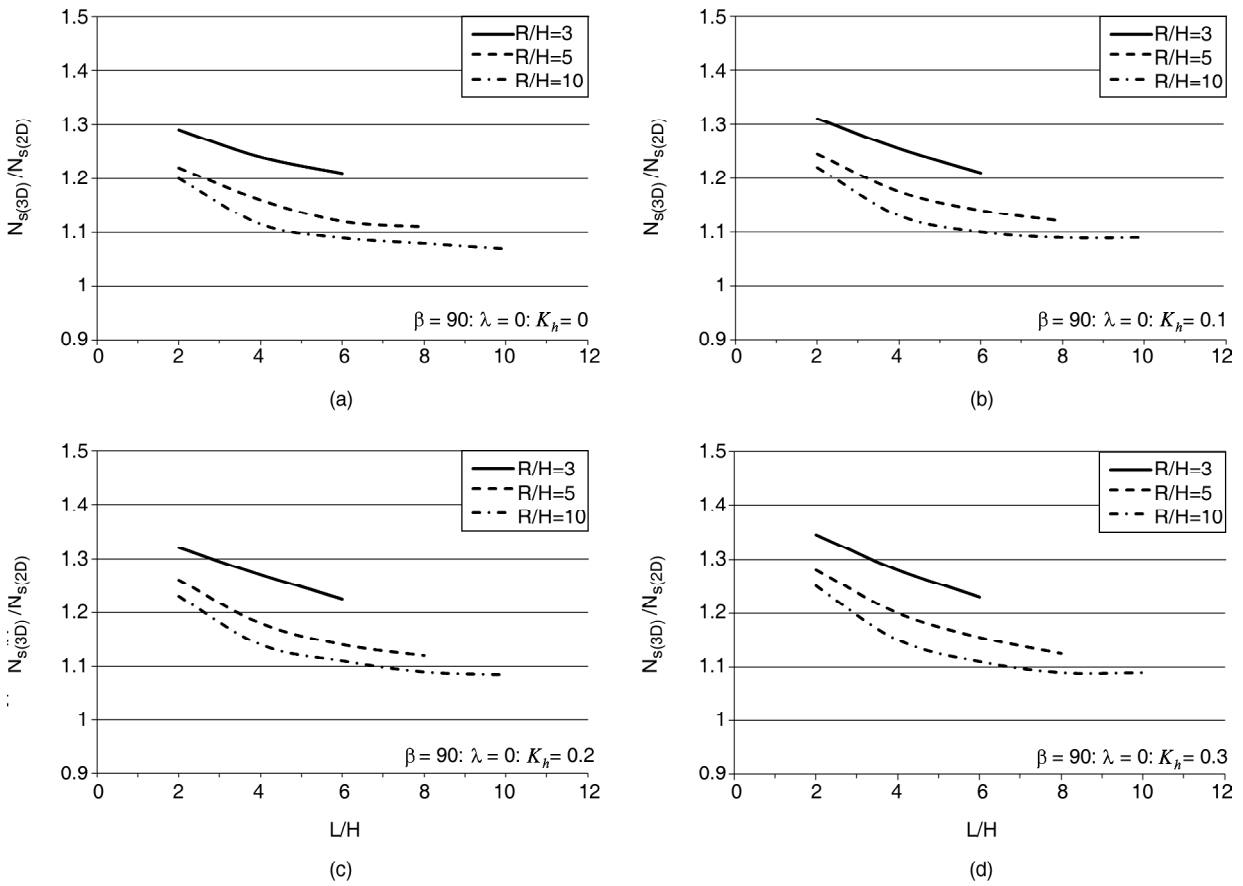 1.5
1.4
1.3
1.2
1.1
1
0.9
N_s(3D) /N_s(2D)
R/H=3
R/H=5
R/H=10
β = 90: λ = 0: K_h = 0
0 2 4 6 8 10 12
(a)
1.5
1.4
1.3
1.2
1.1
1
0.9
N_s(3D) /N_s(2D)
R/H=3
R/H=5
R/H=10
β = 90: λ = 0: K_h = 0.1
0 2 4 6 8 10 12
(b)
1.5
1.4
1.3
1.2
1.1
1
0.9
N_s(3D) /N_s(2D)
R/H=3
R/H=5
R/H=10
β = 90: λ = 0: K_h = 0.2
0 2 4 6 8 10 12
L/H
(c)
1.5
1.4
1.3
1.2
1.1
1
0.9
N_s(3D) /N_s(2D)
R/H=3
R/H=5
R/H=10
β = 90: λ = 0: K_h = 0.3
0 2 4 6 8 10 12
L/H
(d)